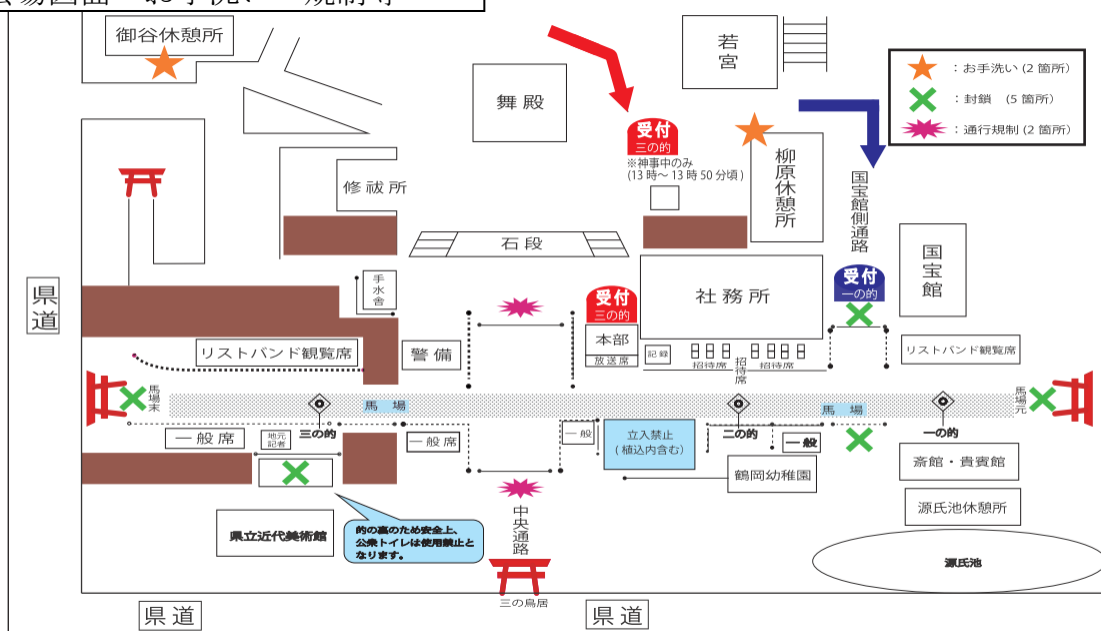 御谷休憩所
舞殿
若宮
：お手洗い (2 箇所)
：封鎖 (5 箇所)
：通行規制 (2 箇所)
受付
三の的
※神事中のみ
(13 時～ 13 時 50 分頃 )
柳原休憩所
国宝館側通路
修祓所
石段
国宝館
県道
手水舎
社務所
受付
三の的
受付
一の的
本部
放送席
記録
招待席
招待席
招待席
リストバンド観覧席
警備
リストバンド観覧席
馬場末
馬場
馬場
馬場元
一般席
地元記者
三の的
一般席
一般
立入禁止
(植込内含む)
二の的
一般
一の的
鶴岡幼稚園
斎館・貴賓館
源氏池休憩所
県立近代美術館
的の裏のため安全上、
公衆トイレは使用禁止と
なります。
中央通路
源氏池
三の鳥居
県道
県道